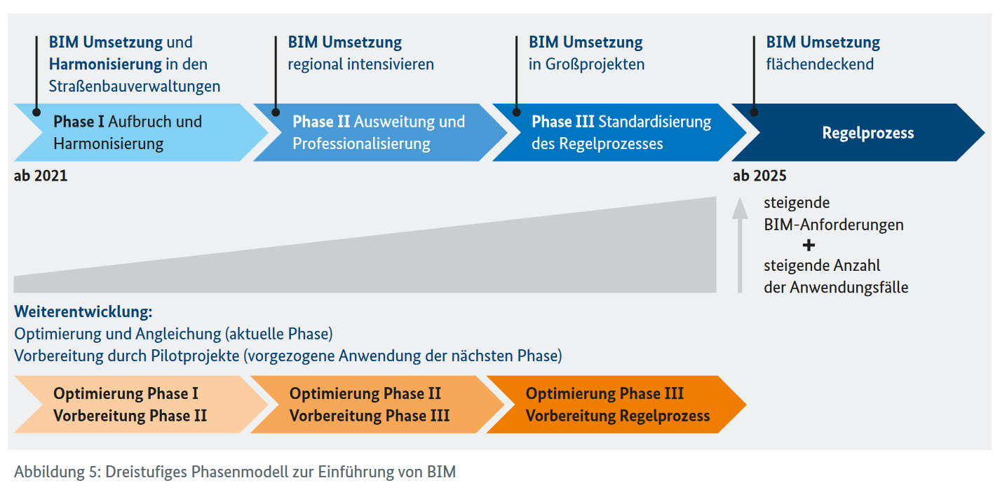 BIM Umsetzung und
Harmonisierung in den
Straßenbauverwaltungen
BIM Umsetzung
regional intensivieren
BIM Umsetzung
in Großprojekten
BIM Umsetzung
flächendeckend
Phase I Aufbruch und
Harmonisierung
Phase II Ausweitung und
Professionalisierung
Phase III Standardisierung
des Regelprozesses
Regelprozess
ab 2021
ab 2025
steigende
BIM-Anforderungen
+
steigende Anzahl
der Anwendungsfälle
Weiterentwicklung:
Optimierung und Angleichung (aktuelle Phase)
Vorbereitung durch Pilotprojekte (vorgezogene Anwendung der nächsten Phase)
Optimierung Phase I
Vorbereitung Phase II
Optimierung Phase II
Vorbereitung Phase III
Optimierung Phase III
Vorbereitung Regelprozess
Abbildung 5: Dreistufiges Phasenmodell zur Einführung von BIM